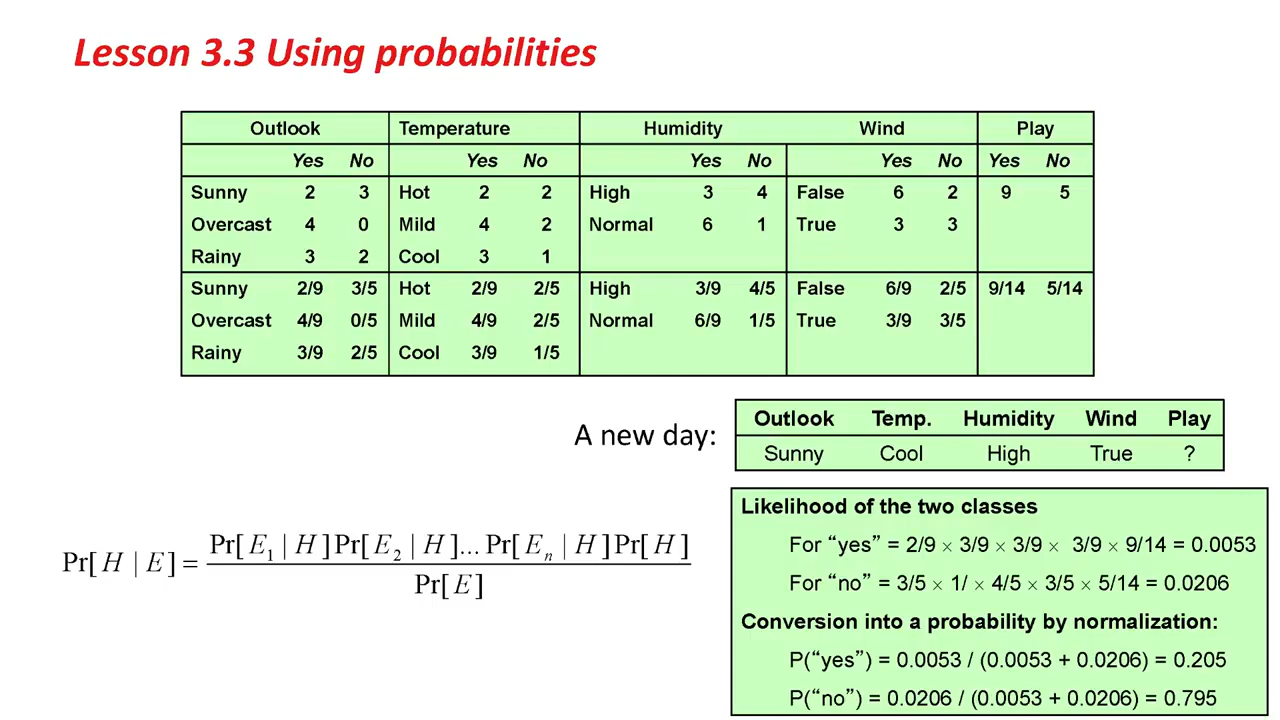 Lesson 3.3 Using probabilities
Outlook Temperature Humidity Wind Play
Yes No Yes No Yes No Yes No Yes No
Sunny 2 3 Hot 2 2 High 3 4 False 6 2 9 5
Overcast 4 0 Mild 4 2 Normal 6 1 True 3 3
Rainy 3 2 Cool 3 1
Sunny 2/9 3/5 Hot 2/9 2/5 High 3/9 4/5 False 6/9 2/5 9/14 5/14
Overcast 4/9 0/5 Mild 4/9 2/5 Normal 6/9 1/5 True 3/9 3/5
Rainy 3/9 2/5 Cool 3/9 1/5
A new day:
Outlook Temp. Humidity Wind Play
Sunny Cool High True ?
Pr[ H | E ] = Pr[ E1 | H ] Pr[ E2 | H ]... Pr[ En | H ] Pr[ H ]
Pr[ E ]
Likelihood of the two classes
For “yes” = 2/9 × 3/9 × 3/9 × 3/9 × 9/14 = 0.0053
For “no” = 3/5 × 1/ × 4/5 × 3/5 × 5/14 = 0.0206
Conversion into a probability by normalization:
P(“yes”) = 0.0053 / (0.0053 + 0.0206) = 0.205
P(“no”) = 0.0206 / (0.0053 + 0.0206) = 0.795